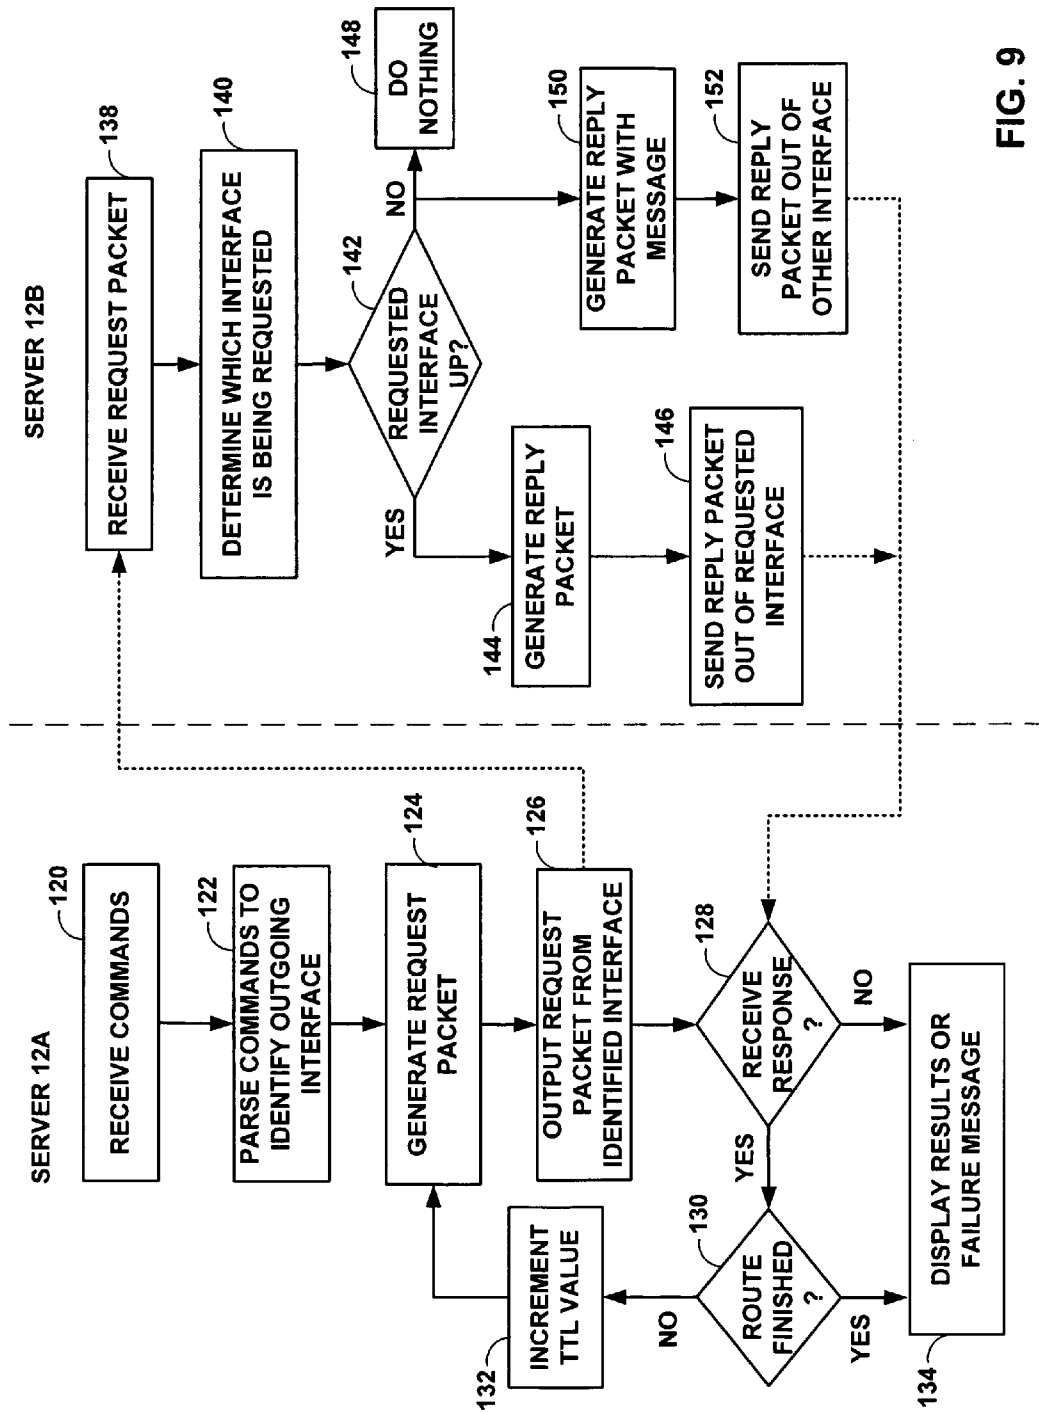 SERVER 12A
120
RECEIVE COMMANDS
122
PARSE COMMANDS TO
IDENTIFY OUTGOING
INTERFACE
124
GENERATE REQUEST
PACKET
126
OUTPUT REQUEST
PACKET FROM
IDENTIFIED INTERFACE
128
RECEIVE
RESPONSE
?
YES
NO
130
ROUTE
FINISHED
?
NO
YES
132
INCREMENT
TTL VALUE
134
DISPLAY RESULTS OR
FAILURE MESSAGE
SERVER 12B
138
RECEIVE REQUEST PACKET
140
DETERMINE WHICH INTERFACE
IS BEING REQUESTED
142
REQUESTED
INTERFACE
UP?
YES
NO
144
GENERATE REPLY
PACKET
146
SEND REPLY PACKET
OUT OF REQUESTED
INTERFACE
148
DO
NOTHING
150
GENERATE REPLY
PACKET WITH
MESSAGE
152
SEND REPLY
PACKET OUT OF
OTHER INTERFACE
FIG. 9